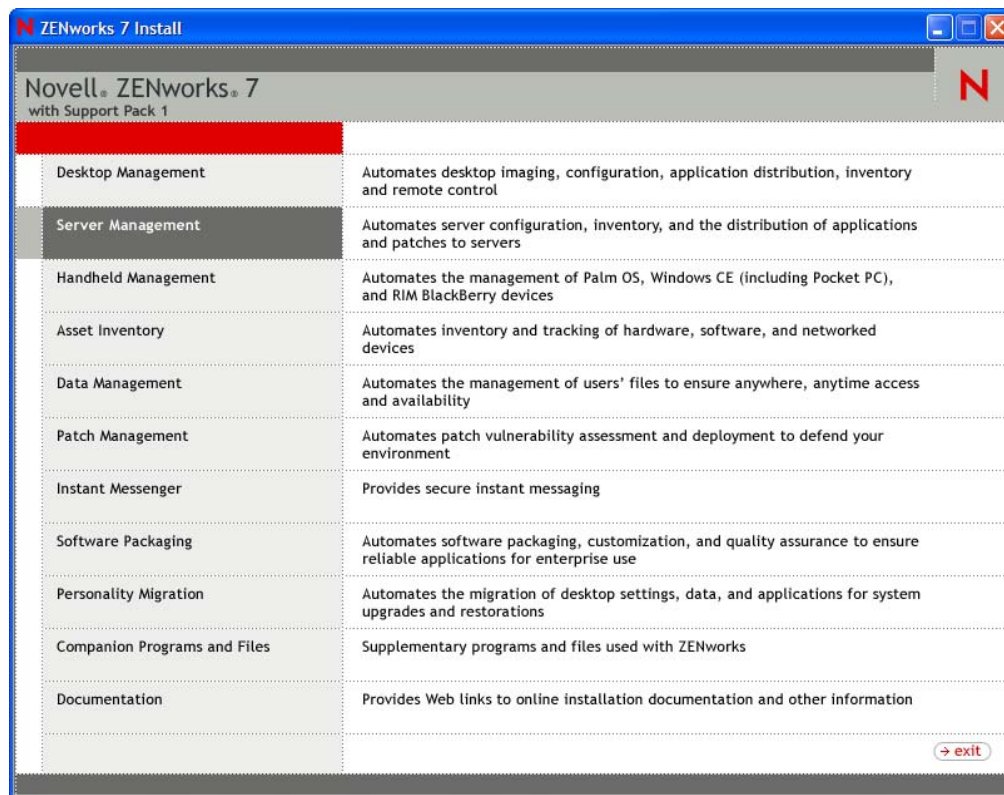 N ZENworks 7 Install
Novell® ZENworks® 7
with Support Pack 1
N
Desktop Management
Automates desktop imaging, configuration, application distribution, inventory
and remote control
Server Management
Automates server configuration, inventory, and the distribution of applications
and patches to servers
Handheld Management
Automates the management of Palm OS, Windows CE (including Pocket PC),
and RIM BlackBerry devices
Asset Inventory
Automates inventory and tracking of hardware, software, and networked
devices
Data Management
Automates the management of users' files to ensure anywhere, anytime access
and availability
Patch Management
Automates patch vulnerability assessment and deployment to defend your
environment
Instant Messenger
Provides secure instant messaging
Software Packaging
Automates software packaging, customization, and quality assurance to ensure
reliable applications for enterprise use
Personality Migration
Automates the migration of desktop settings, data, and applications for system
upgrades and restorations
Companion Programs and Files
Supplementary programs and files used with ZENworks
Documentation
Provides Web links to online installation documentation and other information
→ exit